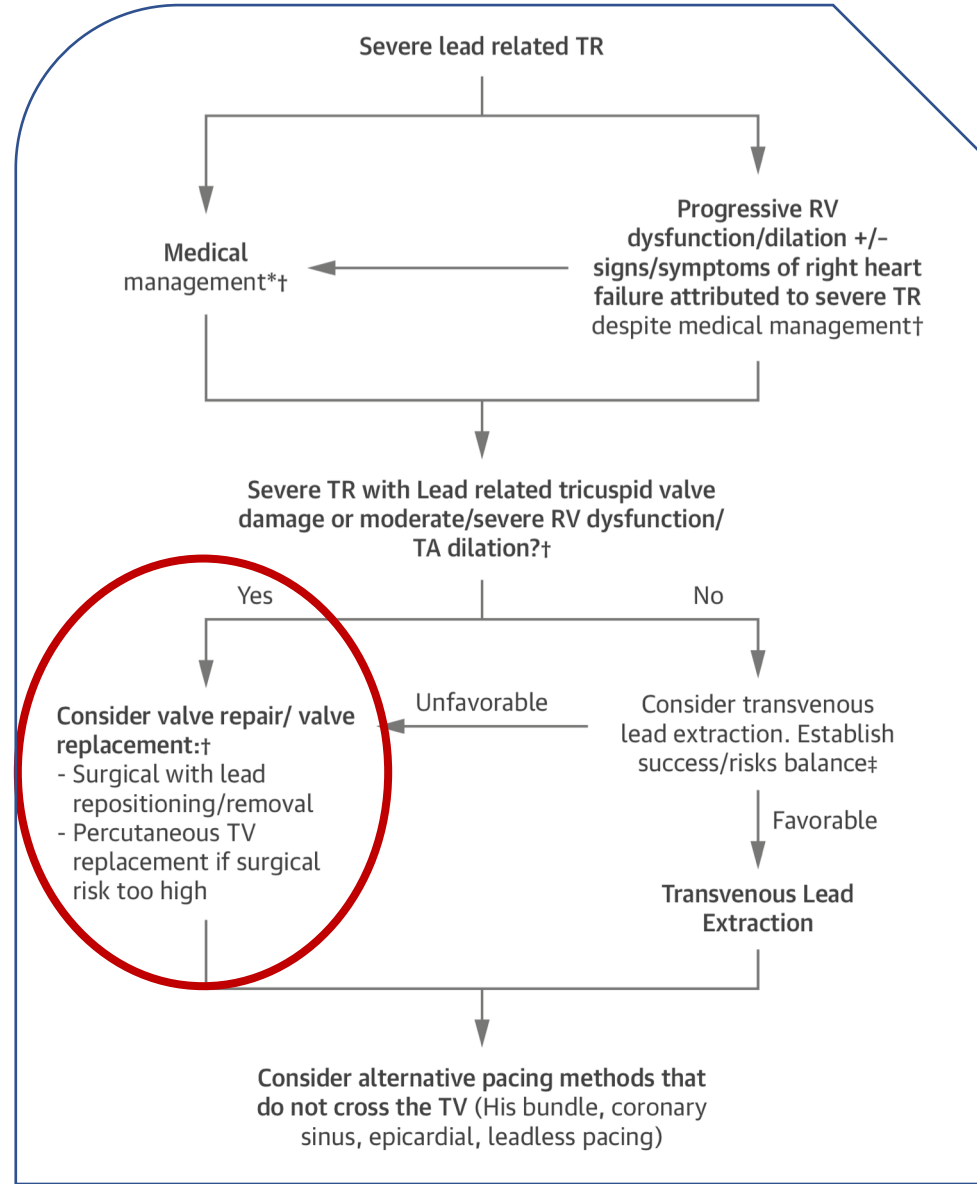 Severe lead related TR
Medical
management*†
Progressive RV
dysfunction/dilation +/-
signs/symptoms of right heart
failure attributed to severe TR
despite medical management†
Severe TR with Lead related tricuspid valve
damage or moderate/severe RV dysfunction/
TA dilation?†
Yes
No
Consider valve repair/ valve
replacement:†
- Surgical with lead
repositioning/removal
- Percutaneous TV
replacement if surgical
risk too high
Unfavorable
Consider transvenous
lead extraction. Establish
success/risks balance‡
Favorable
Transvenous Lead
Extraction
Consider alternative pacing methods that
do not cross the TV (His bundle, coronary
sinus, epicardial, leadless pacing)